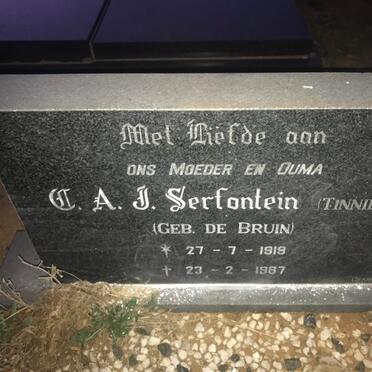 Met Liefde aan
ONS MOEDER EN OUMA
C. A. J. Serfontein (TINNIE
(GEB. DE BRUIN)
* 27 - 7 - 1919
† 23 - 2 - 1987